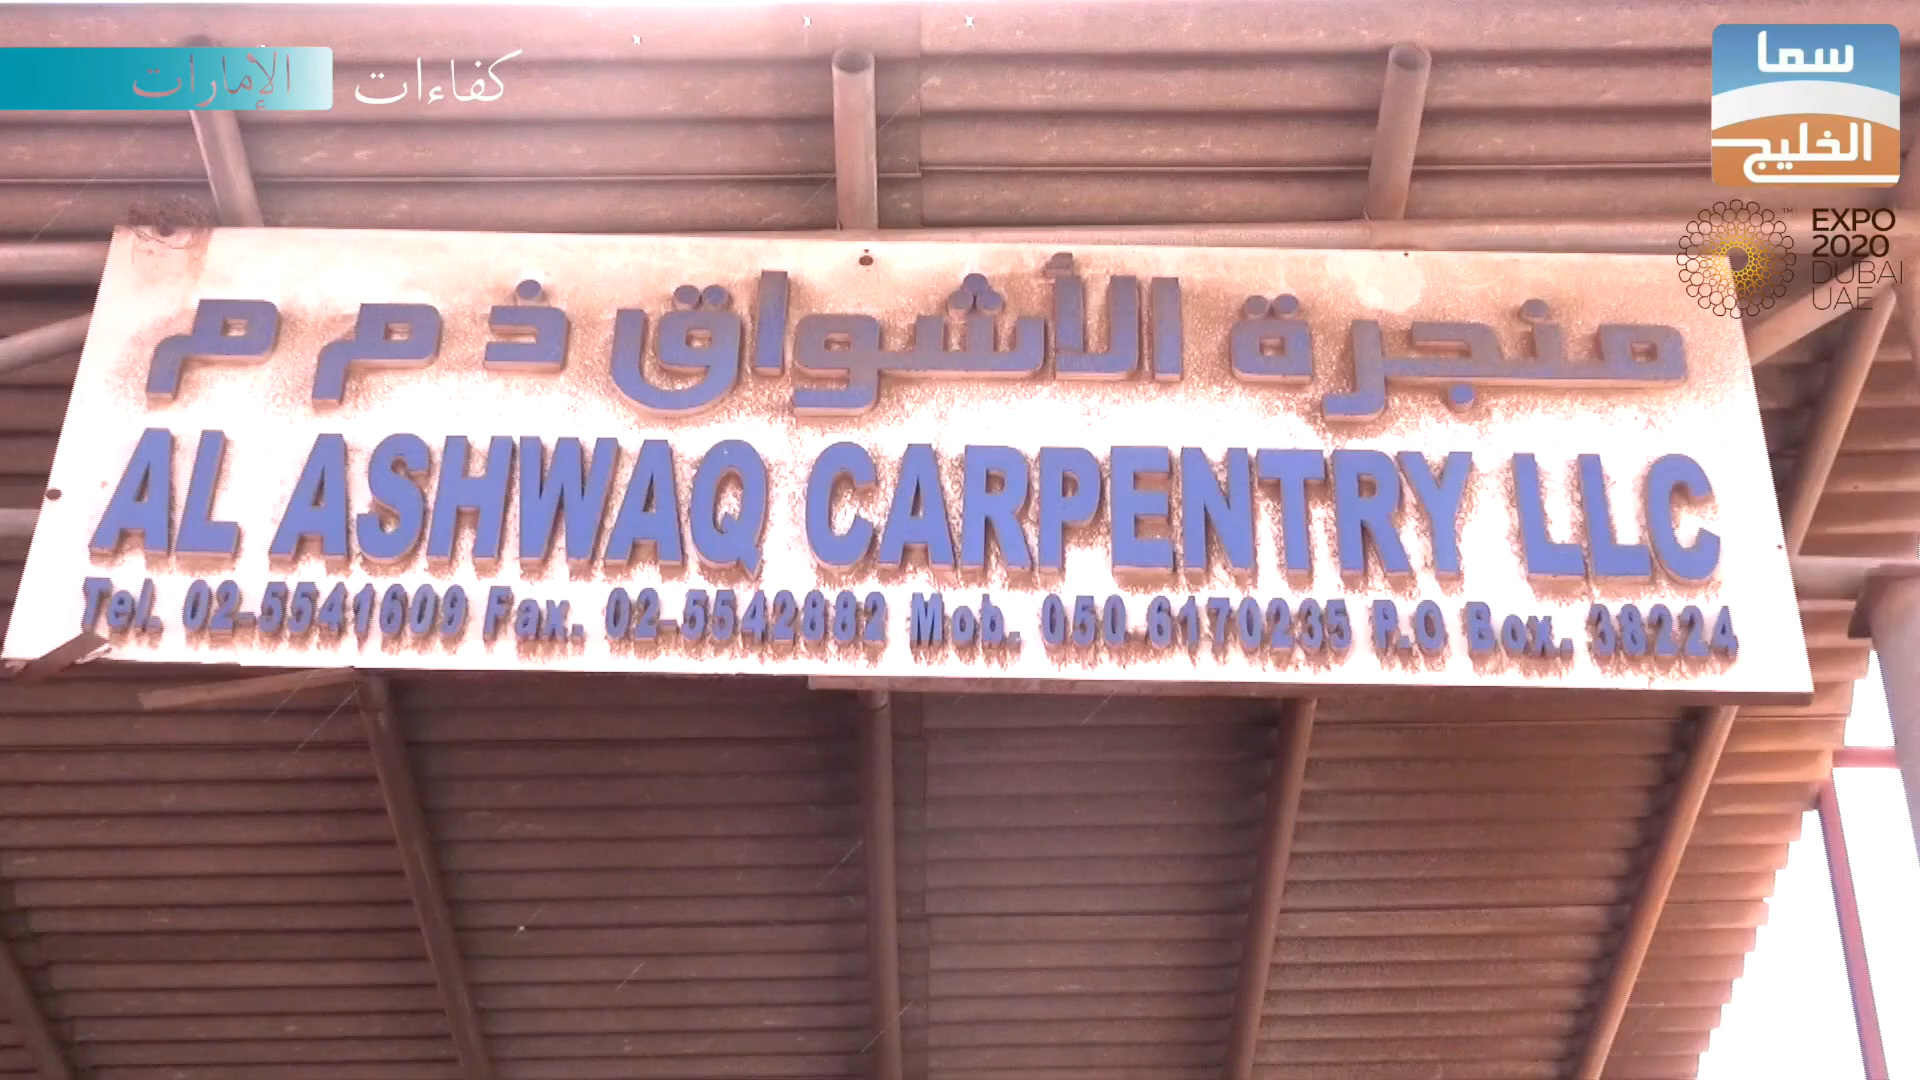 كفاءات الإمارات
سما
الخليج
EXPO
2020
DUBAI
UAE
منجرة الأشواق ذ م م
AL ASHWAQ CARPENTRY LLC
Tel. 02-5541609 Fax. 02-5542882 Mob. 050 6170235 P.O Box. 38224